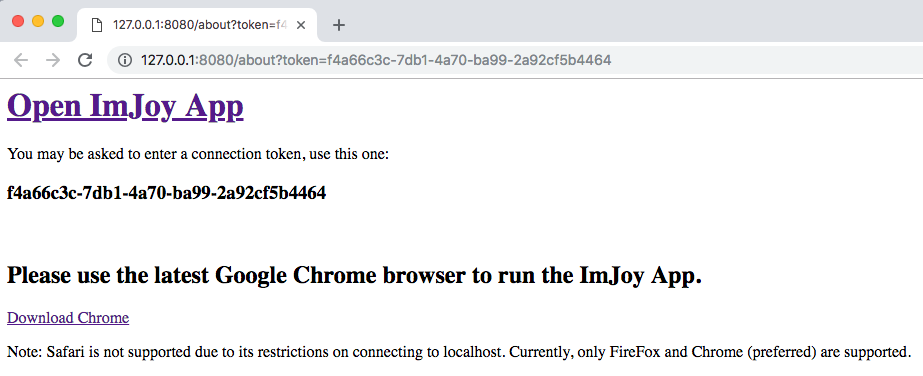 127.0.0.1:8080/about?token=f4
127.0.0.1:8080/about?token=f4a66c3c-7db1-4a70-ba99-2a92cf5b4464
Open ImJoy App
You may be asked to enter a connection token, use this one:
f4a66c3c-7db1-4a70-ba99-2a92cf5b4464
Please use the latest Google Chrome browser to run the ImJoy App.
Download Chrome
Note: Safari is not supported due to its restrictions on connecting to localhost. Currently, only FireFox and Chrome (preferred) are supported.